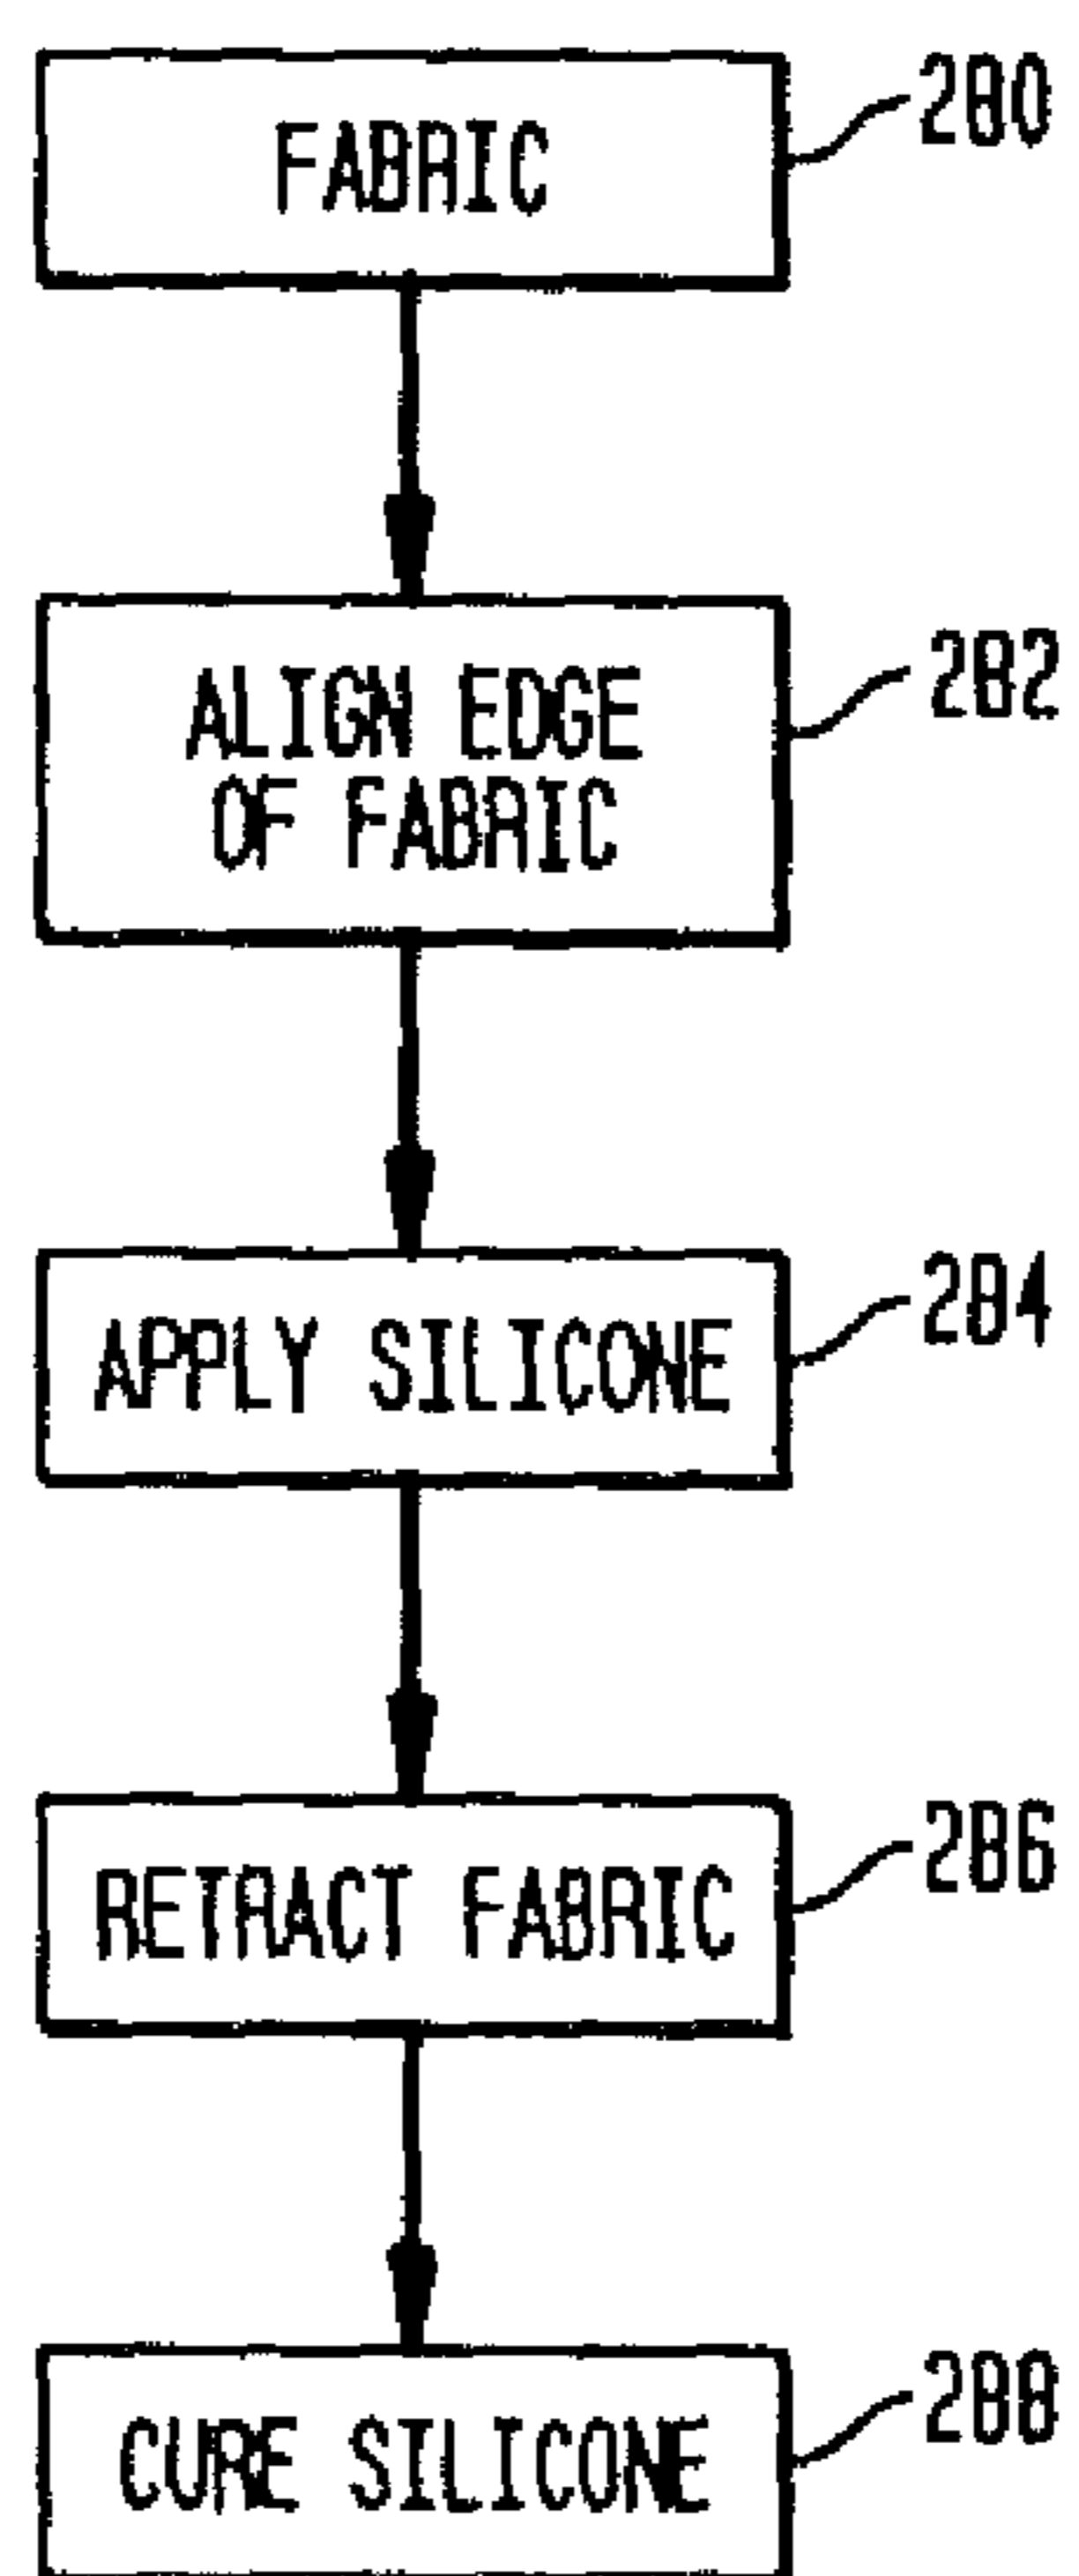 FABRIC
280
ALIGN EDGE
OF FABRIC
282
APPLY SILICONE
284
RETRACT FABRIC
286
CURE SILICONE
288